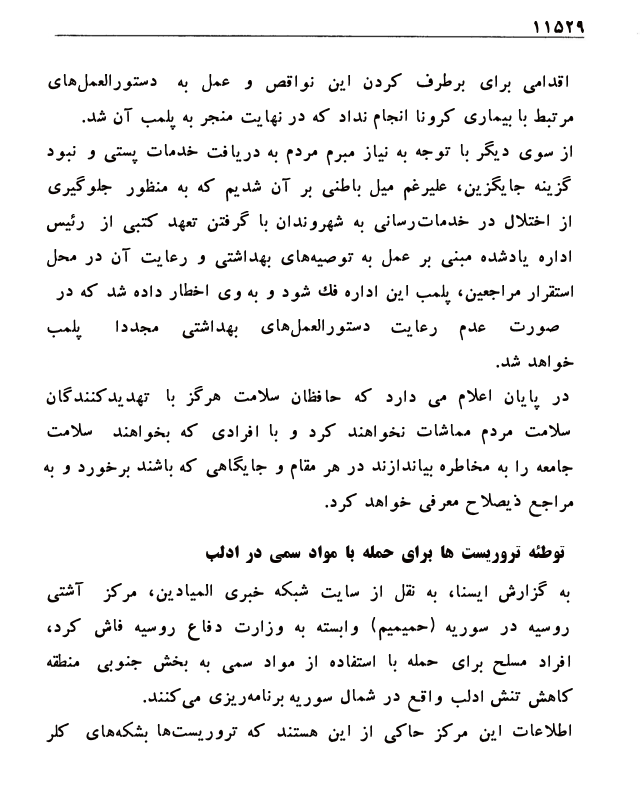 ۱۱۵۲۹
اقدامی برای برطرف کردن این نواقص و عمل به دستورالعمل‌های
مرتبط با بیماری کرونا انجام نداد که در نهایت منجر به پلمب آن شد.
از سوی دیگر با توجه به نیاز مبرم مردم به دریافت خدمات پستی و نبود
گزینه جایگزین، علیرغم میل باطنی بر آن شدیم که به منظور جلوگیری
از اختلال در خدمات‌رسانی به شهروندان با گرفتن تعهد کتبی از رئیس
اداره یادشده مبنی بر عمل به توصیه‌های بهداشتی و رعایت آن در محل
استقرار مراجعین، پلمب این اداره فك شود و به وی اخطار داده شد که در
صورت عدم رعایت دستورالعمل‌های بهداشتی مجددا پلمب
خواهد شد.
در پایان اعلام می دارد که حافظان سلامت هرگز با تهدیدکنندگان
سلامت مردم مماشات نخواهند کرد و با افرادی که بخواهند سلامت
جامعه را به مخاطره بیاندازند در هر مقام و جایگاهی که باشند برخورد و به
مراجع ذیصلاح معرفی خواهد کرد.
توطئه تروریست ها برای حمله با مواد سمی در ادلب
به گزارش ایسنا، به نقل از سایت شبکه خبری المیادین، مرکز آشتی
روسیه در سوریه (حمیمیم) وابسته به وزارت دفاع روسیه فاش کرد،
افراد مسلح برای حمله با استفاده از مواد سمی به بخش جنوبی منطقه
کاهش تنش ادلب واقع در شمال سوریه برنامه‌ریزی می‌کنند.
اطلاعات این مرکز حاکی از این هستند که تروریست‌ها بشکه‌های کلر